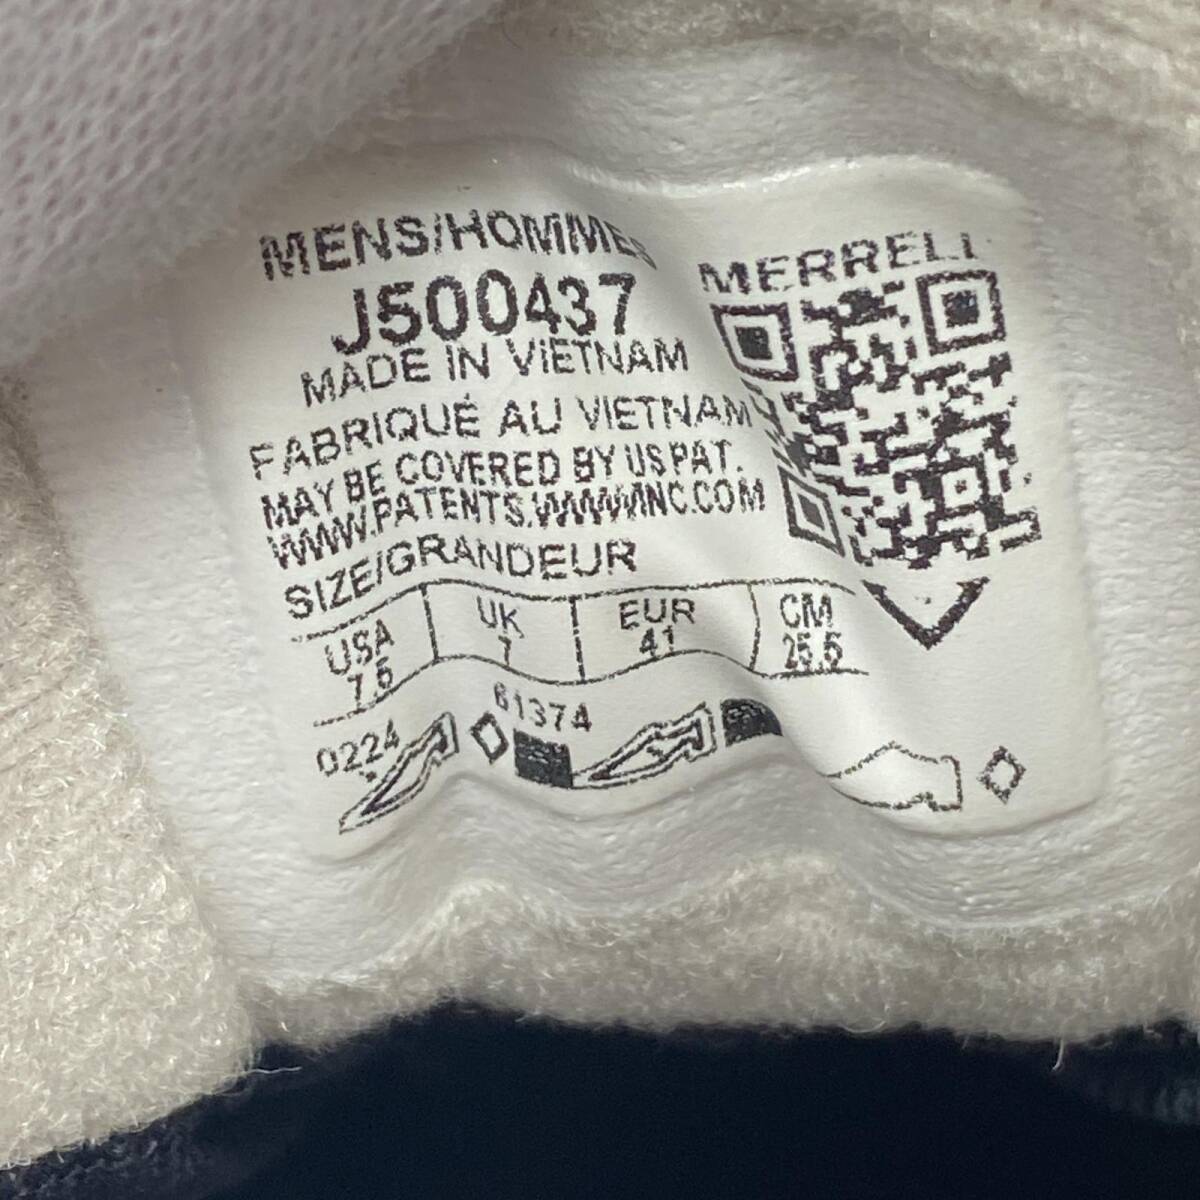 MENS/HOMMES
J500437
MADE IN VIETNAM
FABRIQUÉ AU VIETNAM
MAY BE COVERED BY US PAT.
WWW.PATENTS.WWWINC.COM
SIZE/GRANDEUR
USA UK EUR CM
7.5 7 41 25.5
0224 61374
MERRELL